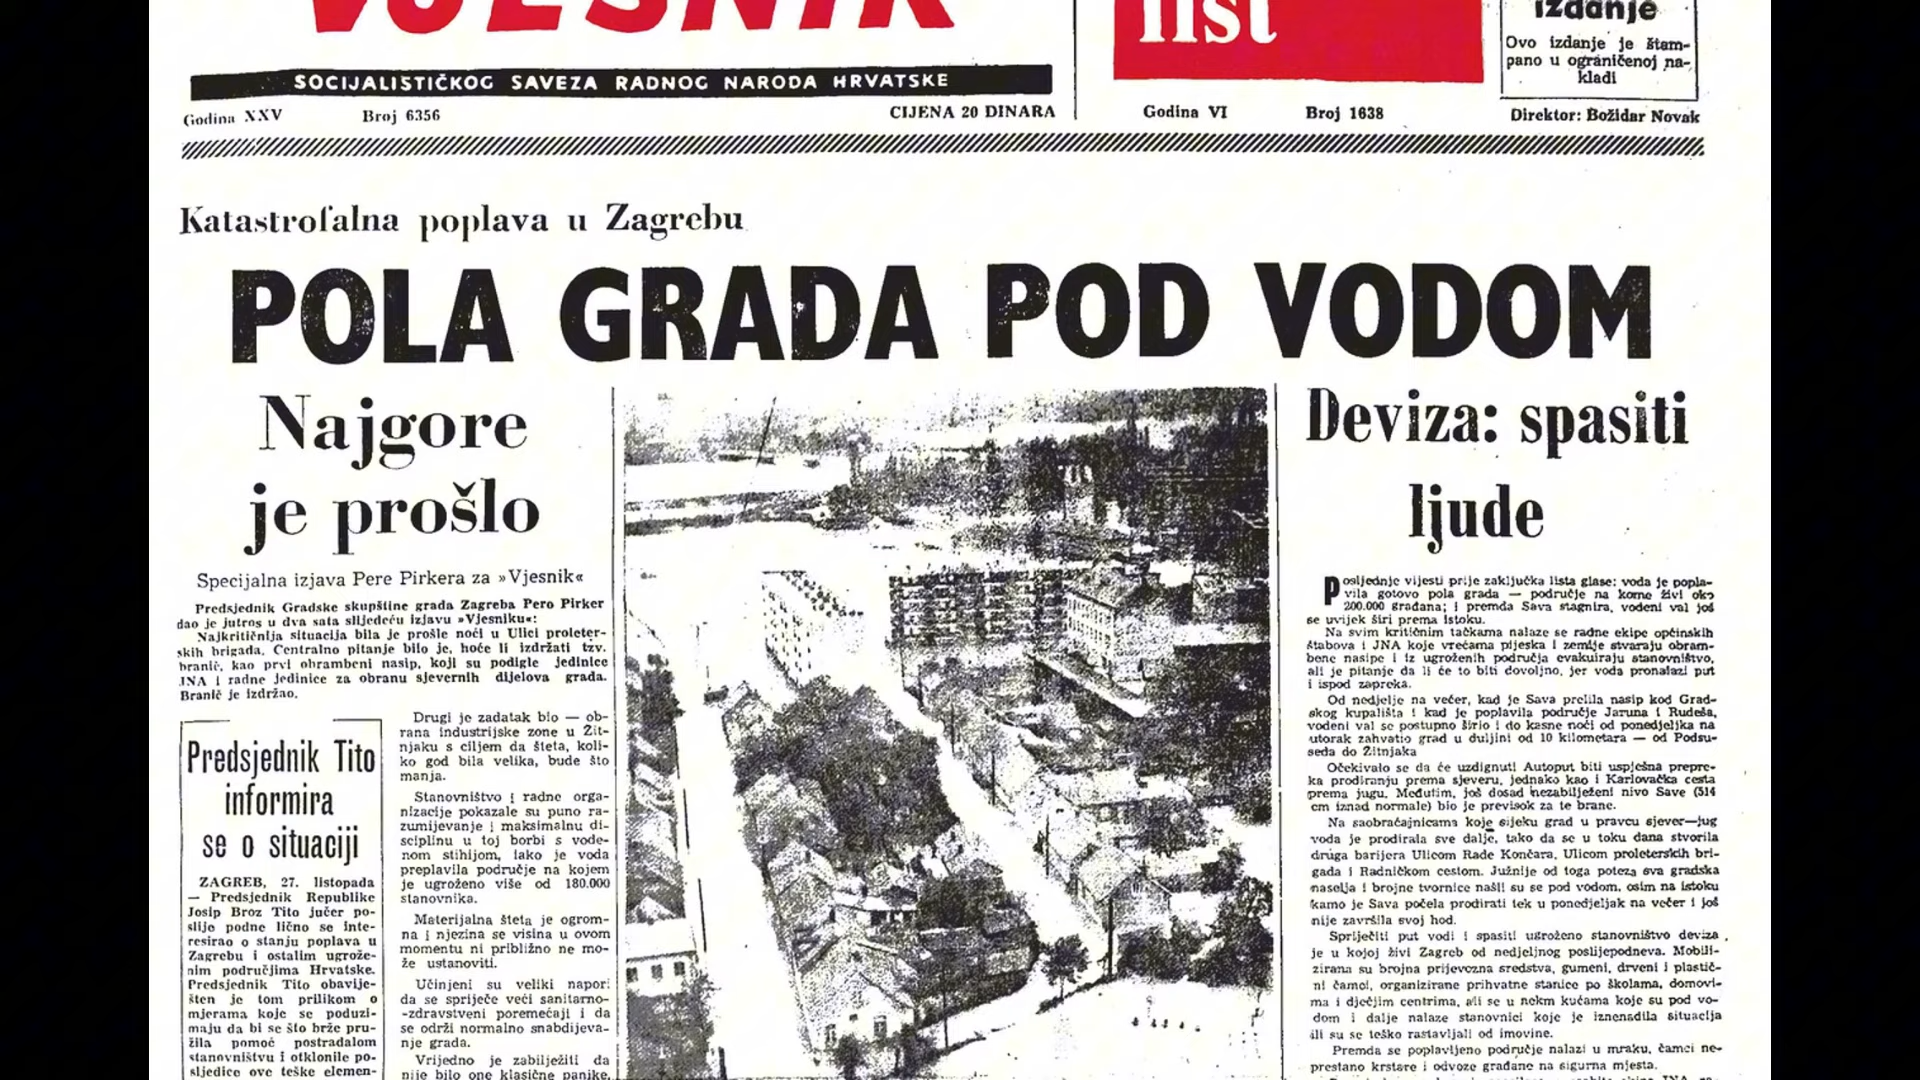 VJESNIK
SOCIJALISTIČKOG SAVEZA RADNOG NARODA HRVATSKE
Godina XXV Broj 6356 CIJENA 20 DINARA
list
Godina VI Broj 1638
izdanje
Ovo izdanje je štam-
pano u ograničenoj na-
kladi
Direktor: Božidar Novak
Katastrofalna poplava u Zagrebu
POLA GRADA POD VODOM
Najgore
je prošlo
Specijalna izjava Pere Pirkera za »Vjesnik«
Predsjednik Gradske skupštine grada Zagreba Pero Pirker
dao je jutros u dva sata slijedeću izjavu »Vjesniku«:
Najkritičnija situacija bila je prošle noći u Ulici proleter-
skih brigada. Centralno pitanje bilo je, hoće li izdržati tzv.
branič, kao prvi obrambeni nasip, koji su podigle jedinice
JNA i radne jedinice za obranu sjevernih dijelova grada.
Branič je izdržao.
Predsjednik Tito
informira
se o situaciji
ZAGREB, 27. listopada
— Predsjednik Republike
Josip Broz Tito jučer po-
slije podne lično se inte-
resirao o stanju poplava u
Zagrebu i ostalim ugrože-
nim područjima Hrvatske.
Predsjednik Tito obavije-
šten je tom prilikom o
mjerama koje se poduzi-
maju da bi se što brže pru-
žila pomoć postradalom
stanovništvu i otklonile po-
sljedice ove teške elemen-
Drugi je zadatak bio — ob-
rana industrijske zone u Žit-
njaku s ciljem da šteta, koli-
ko god bila velika, bude što
manja.
Stanovništvo i radne orga-
nizacije pokazale su puno ra-
zumijevanje i maksimalnu di-
sciplinu u toj borbi s vode-
nom stihijom, iako je voda
preplavila područje na kojem
je ugroženo više od 180.000
stanovnika.
Materijalna šteta je ogrom-
na i njezina se visina u ovom
momentu ni približno ne mo-
že ustanoviti.
Učinjeni su veliki napori
da se spriječe veći sanitarno-
-zdravstveni poremećaji i da
se održi normalno snabdijeva-
nje grada.
Vrijedno je zabilježiti da
nije bilo one klasične panike,
Deviza: spasiti
ljude
Posljednje vijesti prije zaključka lista glase: voda je popla-
vila gotovo pola grada — područje na kome živi oko
200.000 građana; i premda Sava stagnira, vodeni val još
se uvijek širi prema istoku.
Na svim kritičnim tačkama nalaze se radne ekipe općinskih
štabova i JNA koje vrećama pijeska i zemlje stvaraju obram-
bene nasipe i iz ugroženih područja evakuiraju stanovništvo,
ali je pitanje da li će to biti dovoljno, jer voda pronalazi put
i ispod zapreka.
Od nedjelje na večer, kad je Sava prelila nasip kod Grad-
skog kupališta i kad je poplavila područje Jaruna i Rudeša,
vodeni val se postupno širio i do kasne noći od ponedjeljka na
utorak zahvatio grad u duljini od 10 kilometara — od Podsu-
seda do Žitnjaka
Očekivalo se da će uzdignuti Autoput biti uspješna prepre-
ka prodiranju prema sjeveru, jednako kao i Karlovačka cesta
prema jugu. Međutim, još dosad nezabilježeni nivo Save (514
cm iznad normale) bio je previsok za te brane.
Na saobraćajnicama koje sijeku grad u pravcu sjever—jug
voda je prodirala sve dalje, tako da se u toku dana stvorila
druga barijera Ulicom Rade Končara, Ulicom proleterskih bri-
gada i Radničkom cestom. Južnije od toga poteza sva gradska
naselja i brojne tvornice našli su se pod vodom, osim na istoku
kamo je Sava počela prodirati tek u ponedjeljak na večer i još
nije završila svoj hod.
Spriječiti put vodi i spasiti ugroženo stanovništvo deviza
je u kojoj živi Zagreb od nedjeljnog poslijepodneva. Mobili-
zirana su brojna prijevozna sredstva, gumeni, drveni i plastič-
ni čamci, organizirane prihvatne stanice po školama, domovi-
ma i dječjim centrima, ali se u nekim kućama koje su pod vo-
dom i dalje nalaze stanovnici koje je iznenadila situacija
ili su se teško rastavljali od imovine.
Premda se poplavljeno područje nalazi u mraku, čamci ne-
prestano krstare i odvoze građane na sigurna mjesta.